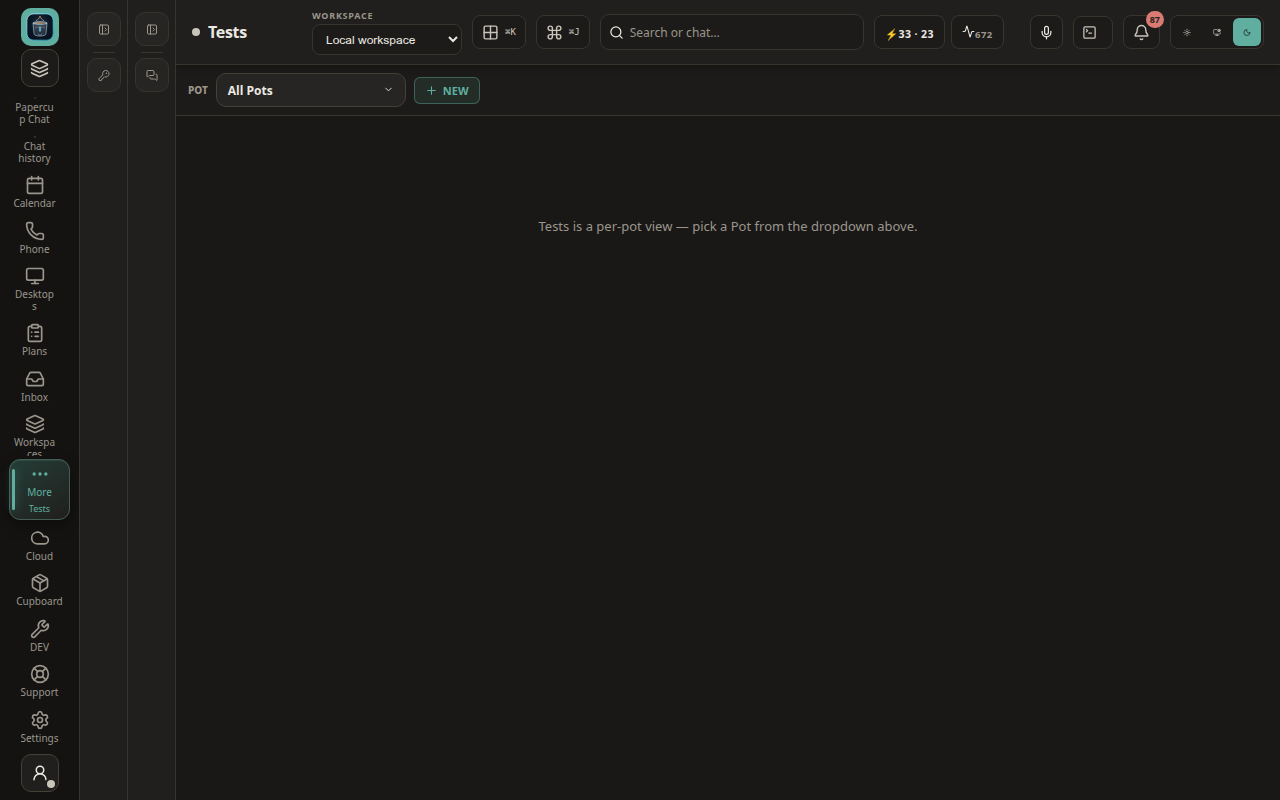 Tests
WORKSPACE
Local workspace
⌘K
⌘J
Search or chat...
⚡33 · 23
672
87
POT
All Pots
NEW
Tests is a per-pot view — pick a Pot from the dropdown above.
Papercu
p Chat
Chat
history
Calendar
Phone
Desktop
s
Plans
Inbox
Workspa
ces
More
Tests
Cloud
Cupboard
DEV
Support
Settings